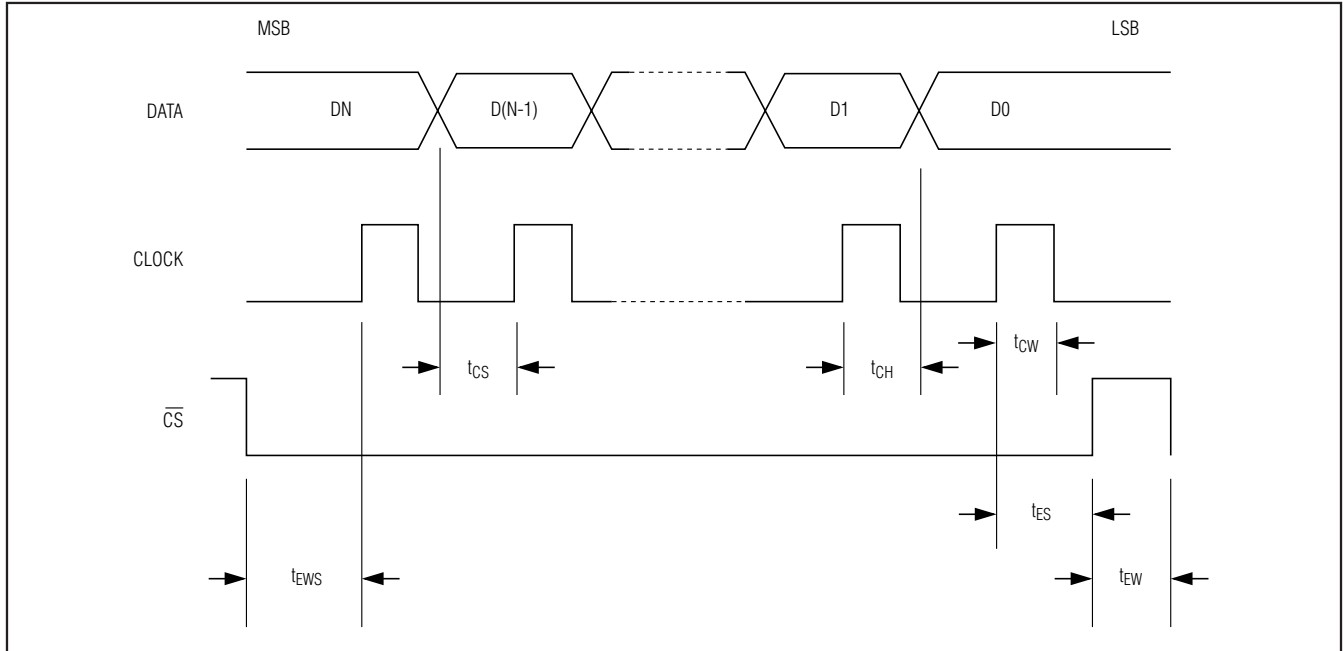 MSB LSB
DATA DN D(N-1) D1 D0
CLOCK
tCS tCH tCW
CS
tES
tEWS tEW